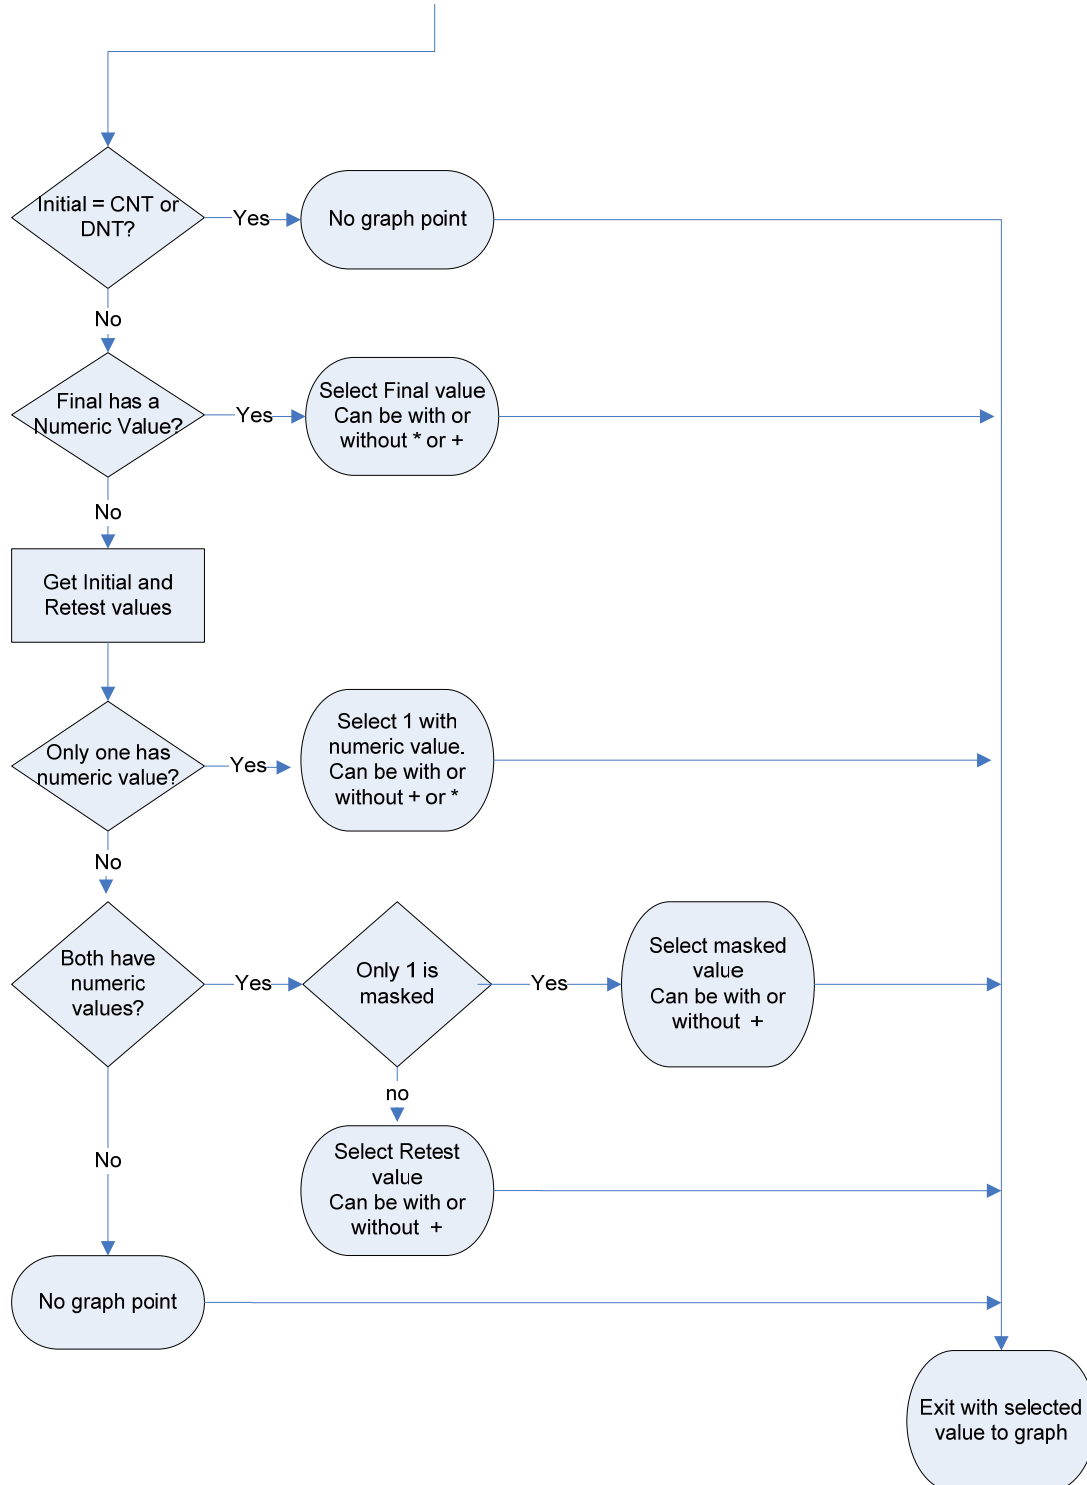 Initial = CNT or
DNT?
Yes
No graph point
No
Final has a
Numeric Value?
Yes
Select Final value
Can be with or
without * or +
No
Get Initial and
Retest values
Only one has
numeric value?
Yes
Select 1 with
numeric value.
Can be with or
without + or *
No
Both have
numeric
values?
Yes
Only 1 is
masked
Yes
Select masked
value
Can be with or
without +
no
Select Retest
value
Can be with or
without +
No
No graph point
Exit with selected
value to graph